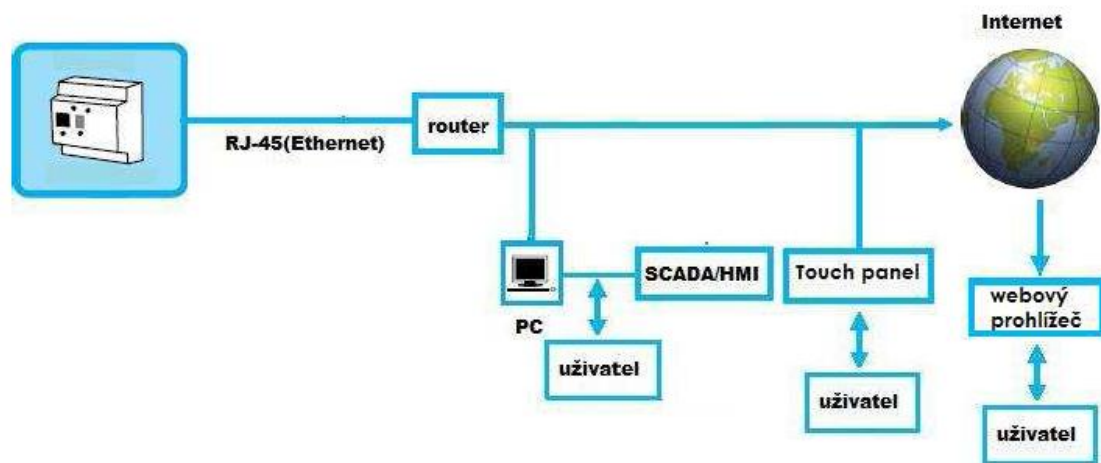 Internet
router
RJ-45(Ethernet)
SCADA/HMI
Touch panel
PC
webový
prohlížeč
uživatel
uživatel
uživatel